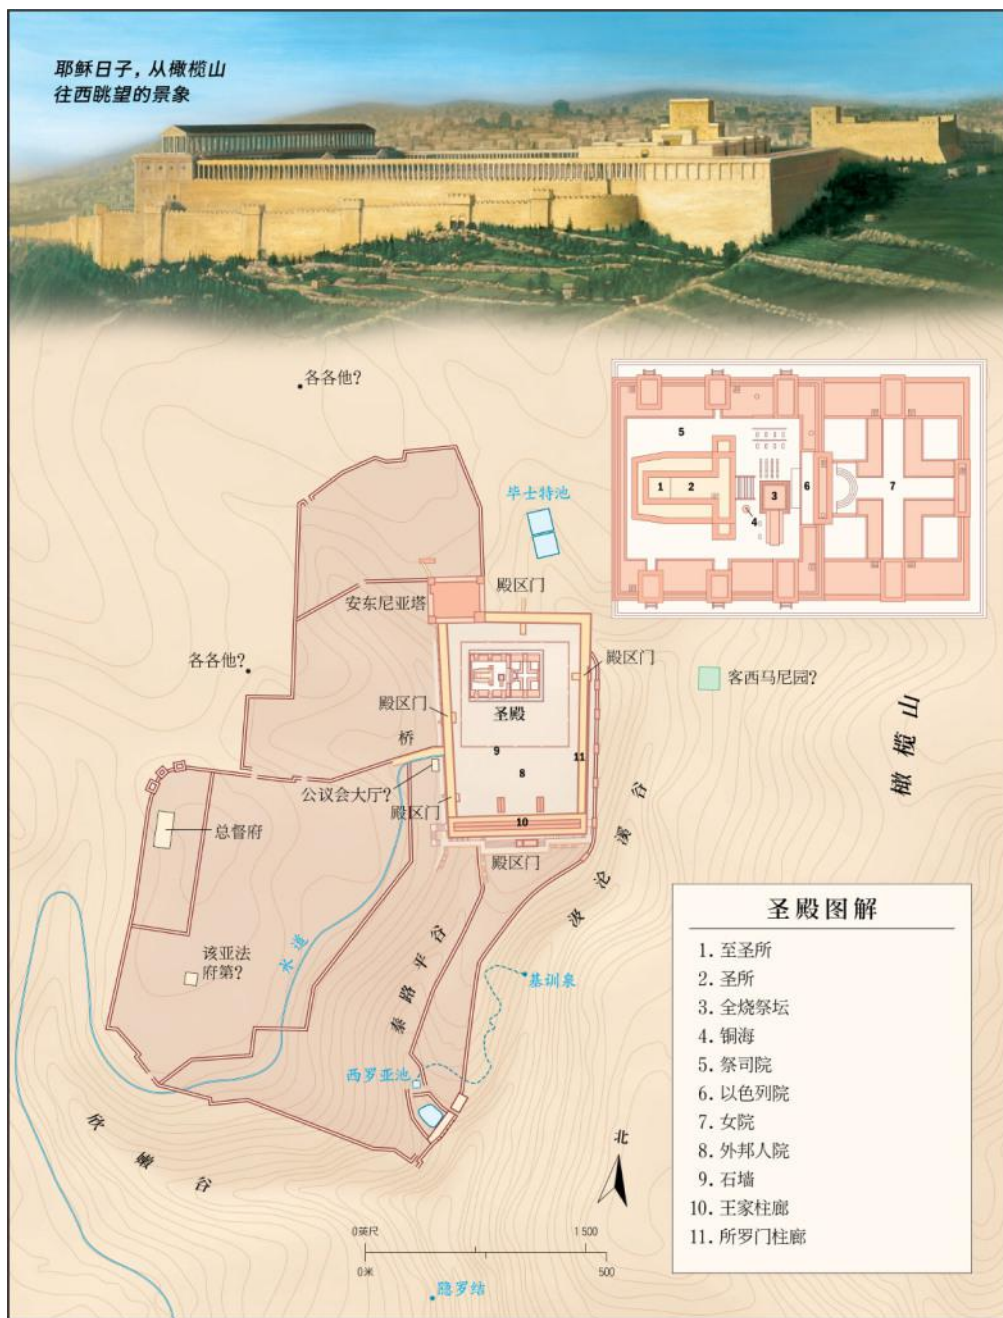 耶稣日子，从橄榄山
往西眺望的景象
各各他?
毕士特池
1
2
3
4
5
6
7
安东尼亚塔
殿区门
各各他?
殿区门
客西马尼园?
橄榄山
殿区门
圣殿
桥
9
11
8
公议会大厅?
殿区门
10
总督府
殿区门
汲沦溪谷
水道
泰路平谷
该亚法
府第?
基训泉
西罗亚池
欣嫩谷
北
0英尺
1 500
0米
500
隐罗结
圣殿图解
1. 至圣所
2. 圣所
3. 全烧祭坛
4. 铜海
5. 祭司院
6. 以色列院
7. 女院
8. 外邦人院
9. 石墙
10. 王家柱廊
11. 所罗门柱廊